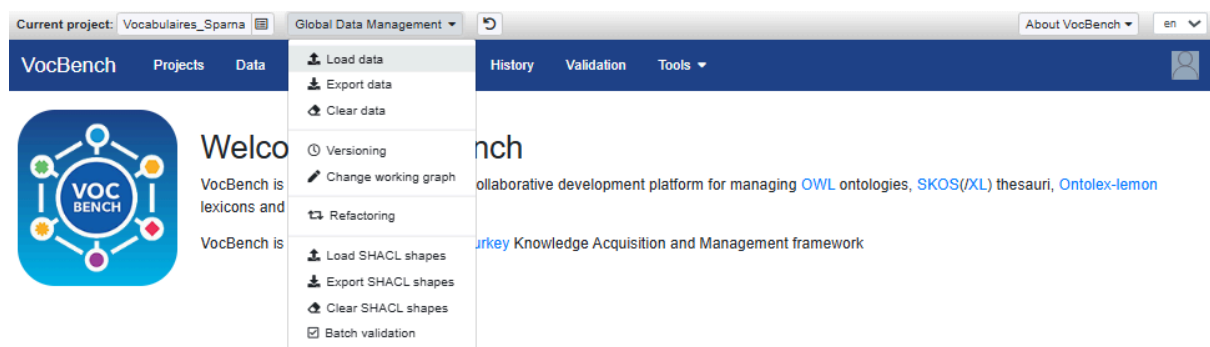 Current project: Vocabulaires_Sparna Global Data Management About VocBench en
VocBench Projects Data History Validation Tools
Load data
Export data
Clear data
Versioning
Change working graph
Refactoring
Load SHACL shapes
Export SHACL shapes
Clear SHACL shapes
Batch validation
VOC
BENCH
Welco nch
VocBench is ollaborative development platform for managing OWL ontologies, SKOS(/XL) thesauri, Ontolex-lemon
lexicons and
VocBench is urkey Knowledge Acquisition and Management framework